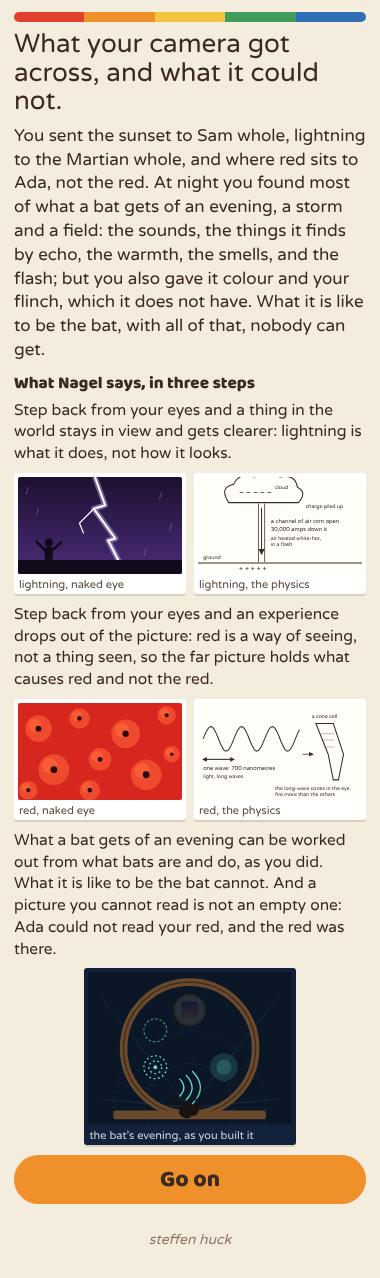 What your camera got
across, and what it could
not.
You sent the sunset to Sam whole, lightning
to the Martian whole, and where red sits to
Ada, not the red. At night you found most
of what a bat gets of an evening, a storm
and a field: the sounds, the things it finds
by echo, the warmth, the smells, and the
flash; but you also gave it colour and your
flinch, which it does not have. What it is like
to be the bat, with all of that, nobody can
get.
What Nagel says, in three steps
Step back from your eyes and a thing in the
world stays in view and gets clearer: lightning is
what it does, not how it looks.
cloud
charge piled up
a channel of air torn open
30,000 amps down it
air heated white-hot,
in a flash
ground
+ + + + +
lightning, naked eye
lightning, the physics
Step back from your eyes and an experience
drops out of the picture: red is a way of seeing,
not a thing seen, so the far picture holds what
causes red and not the red.
a cone cell
one wave: 700 nanometres
light, long waves
the long-wave cones in the eye
fire more than the others
red, naked eye
red, the physics
What a bat gets of an evening can be worked
out from what bats are and do, as you did.
What it is like to be the bat cannot. And a
picture you cannot read is not an empty one:
Ada could not read your red, and the red was
there.
the bat's evening, as you built it
Go on
steffen huck